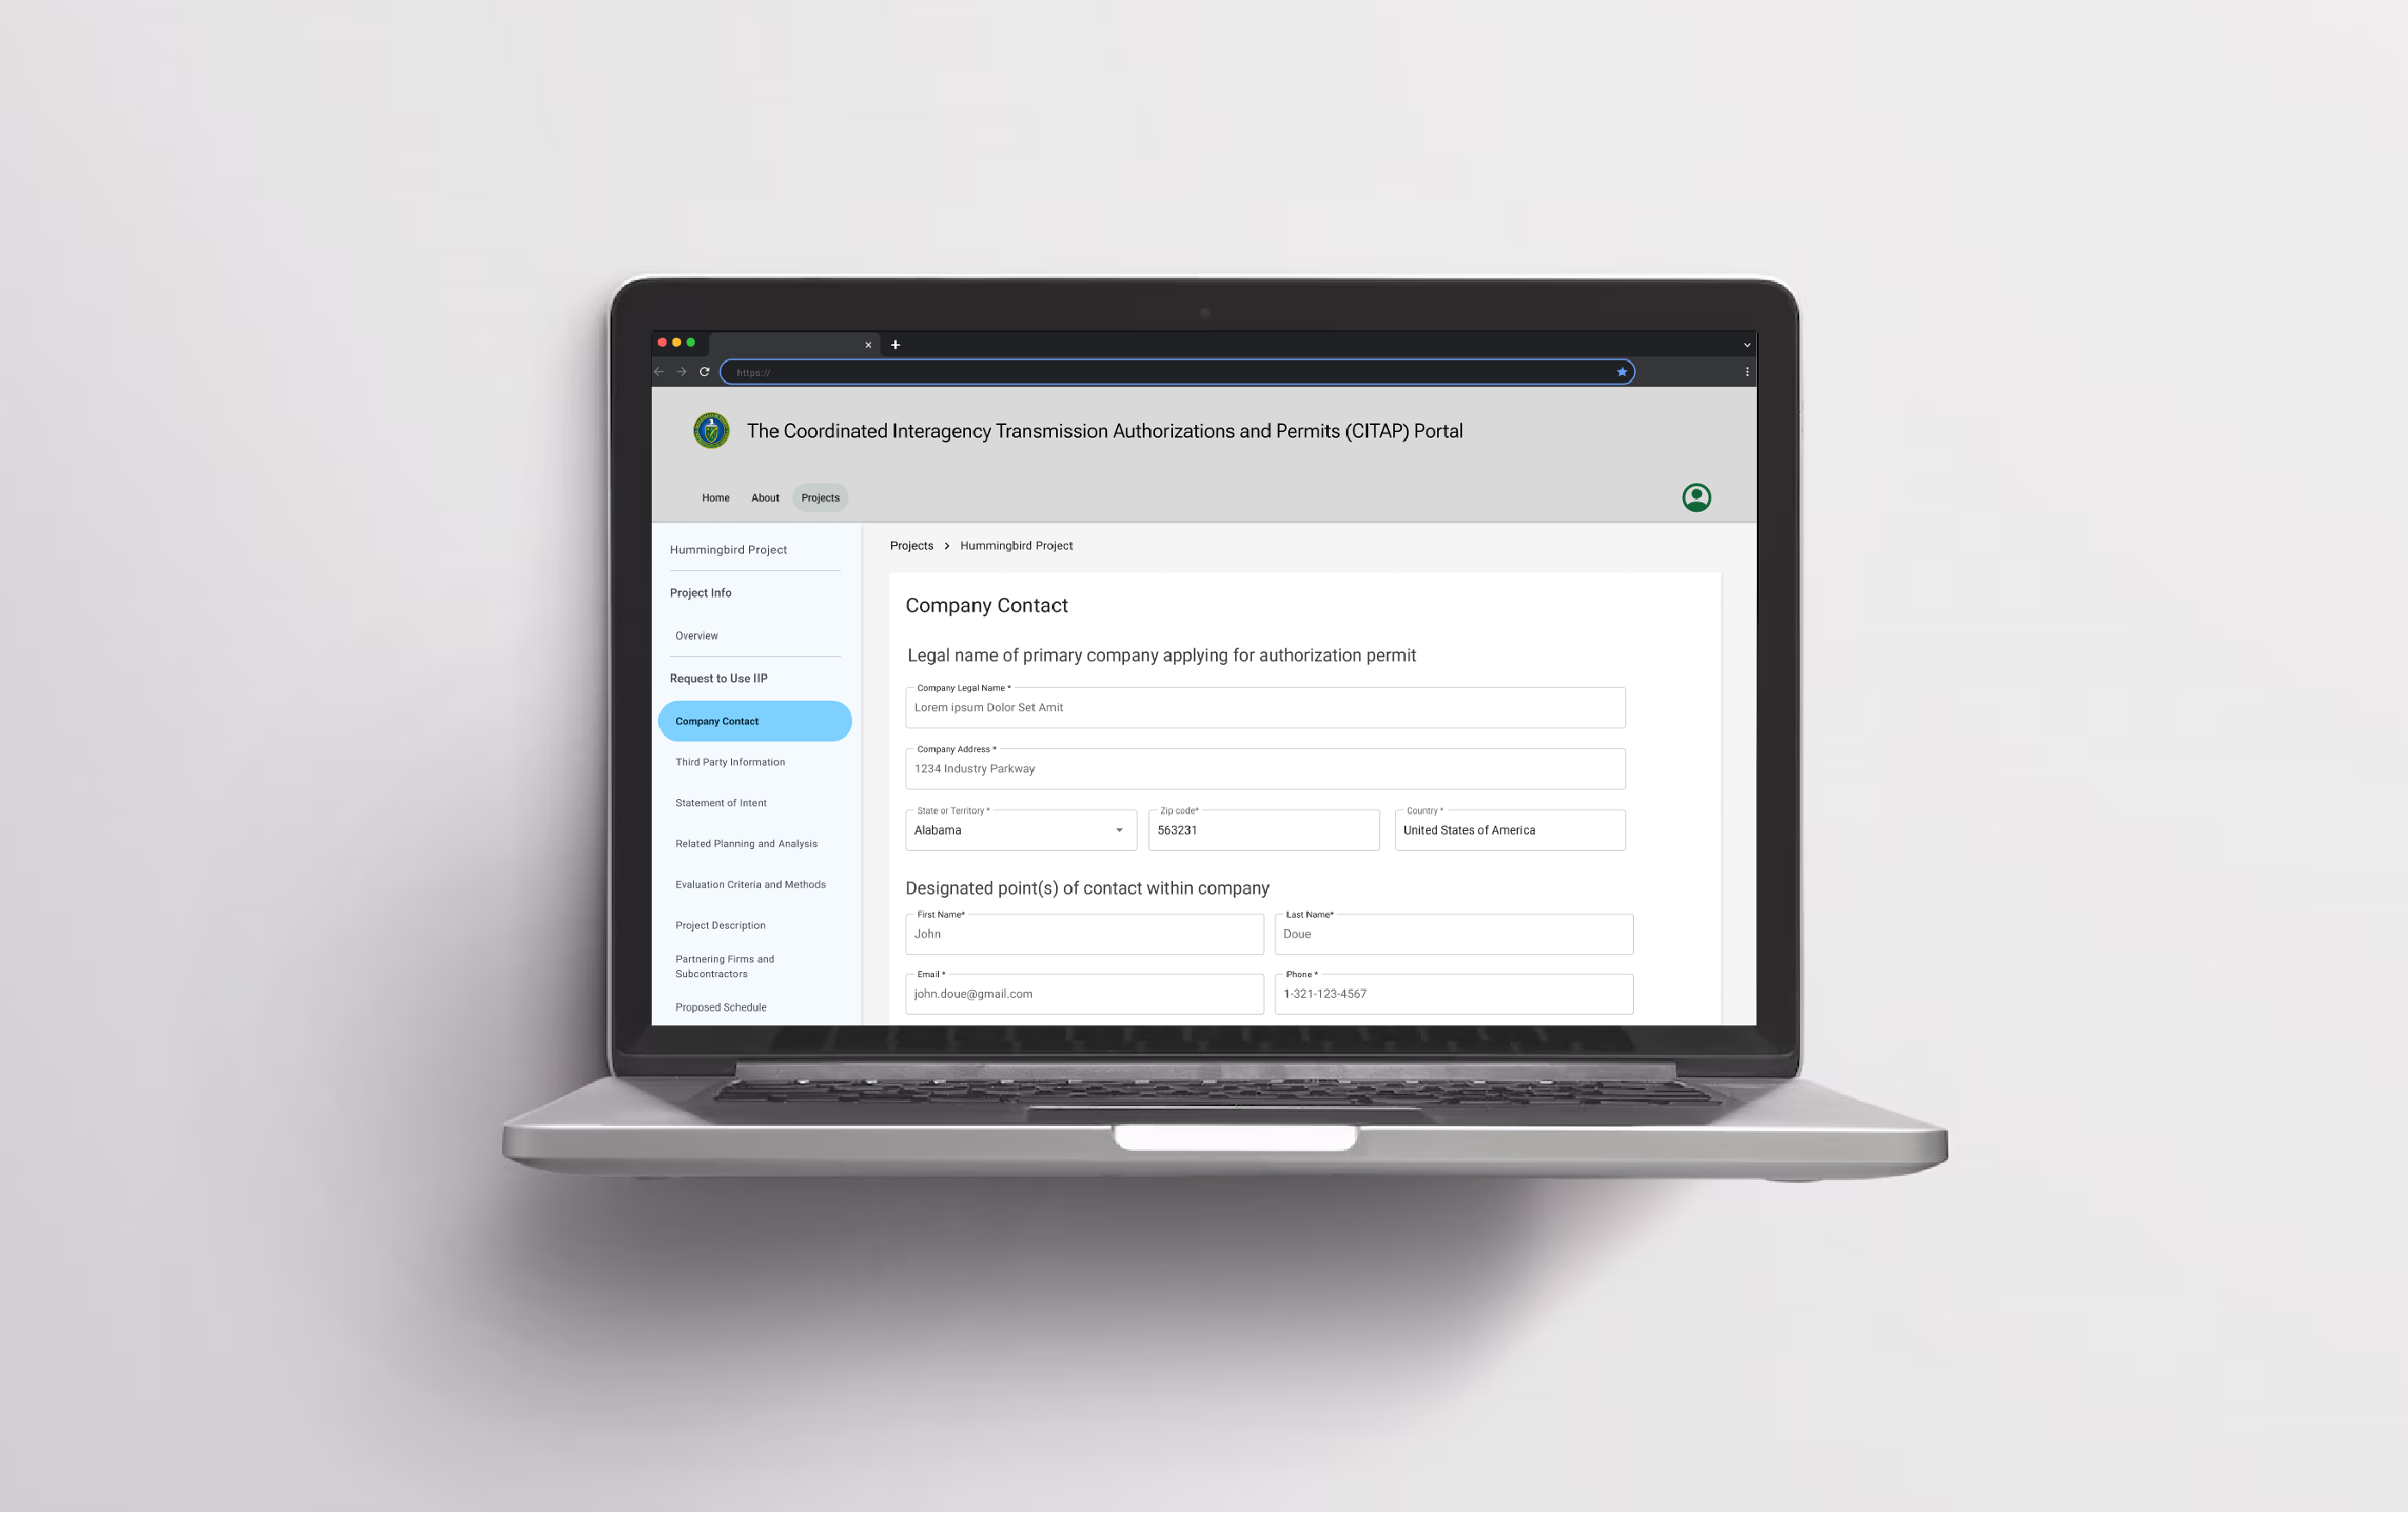 https://
The Coordinated Interagency Transmission Authorizations and Permits (CITAP) Portal
Home About Projects
Hummingbird Project
Project Info
Overview
Request to Use IIP
Company Contact
Third Party Information
Statement of Intent
Related Planning and Analysis
Evaluation Criteria and Methods
Project Description
Partnering Firms and
Subcontractors
Proposed Schedule
Projects > Hummingbird Project
Company Contact
Legal name of primary company applying for authorization permit
Company Legal Name *
Lorem ipsum Dolor Set Amit
Company Address *
1234 Industry Parkway
State or Territory * Zip code* Country *
Alabama 563231 United States of America
Designated point(s) of contact within company
First Name* Last Name*
John Doue
Email * Phone *
john.doue@gmail.com 1-321-123-4567